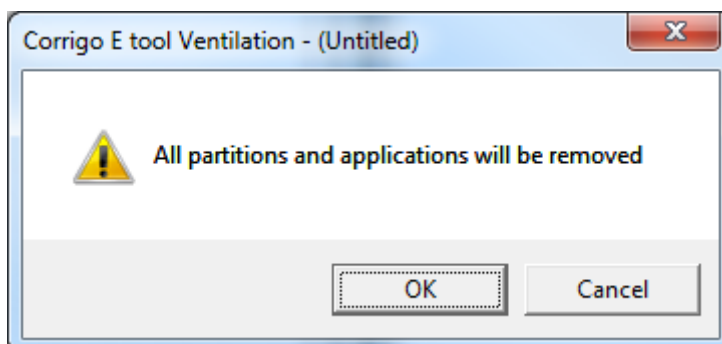 Corrigo E tool Ventilation - (Untitled)
All partitions and applications will be removed
OK
Cancel